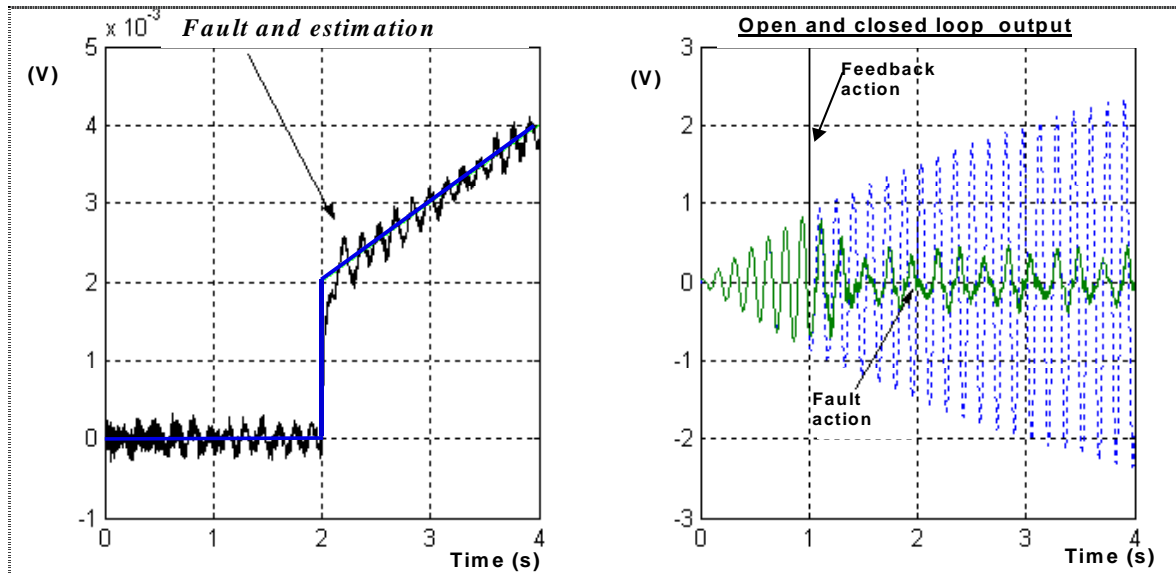 x 10-3
Fault and estimation
(V)
5
4
3
2
1
0
-1
0
1
2
3
4
Time (s)
Open and closed loop output
(V)
Feedback
action
3
2
1
0
-1
-2
-3
Fault
action
0
1
2
3
4
Time (s)